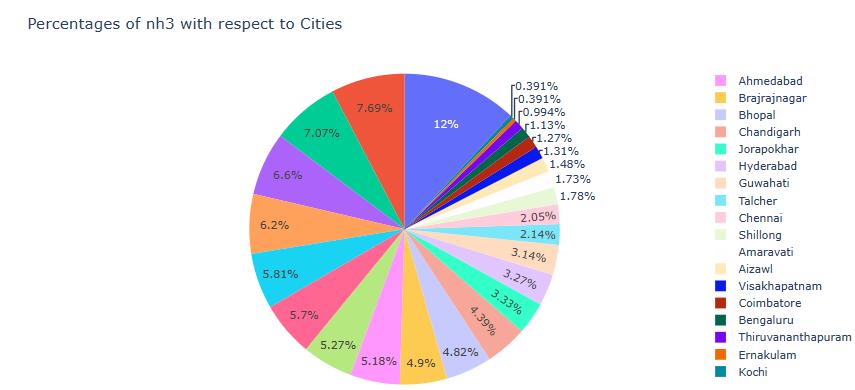 Percentages of nh3 with respect to Cities
12%
0.391%
0.391%
0.994%
1.13%
1.27%
1.31%
1.48%
1.73%
1.78%
2.05%
2.14%
3.14%
3.27%
3.33%
4.39%
4.82%
4.9%
5.18%
5.27%
5.7%
5.81%
6.2%
6.6%
7.07%
7.69%
Ahmedabad
Brajrajnagar
Bhopal
Chandigarh
Jorapokhar
Hyderabad
Guwahati
Talcher
Chennai
Shillong
Amaravati
Aizawl
Visakhapatnam
Coimbatore
Bengaluru
Thiruvananthapuram
Ernakulam
Kochi